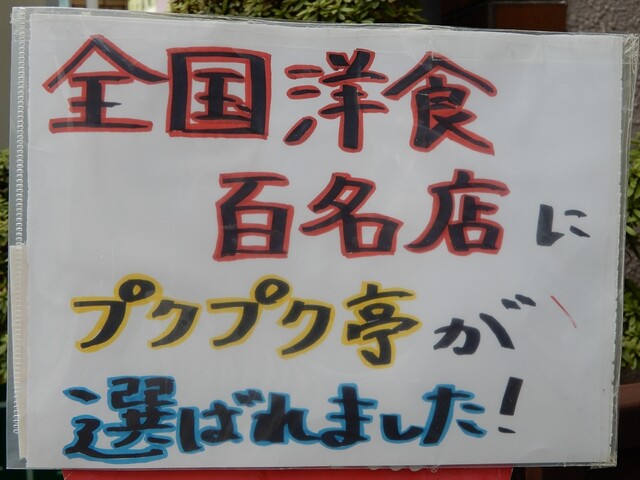 全国洋食
百名店に
プクプク亭が
選ばれました!